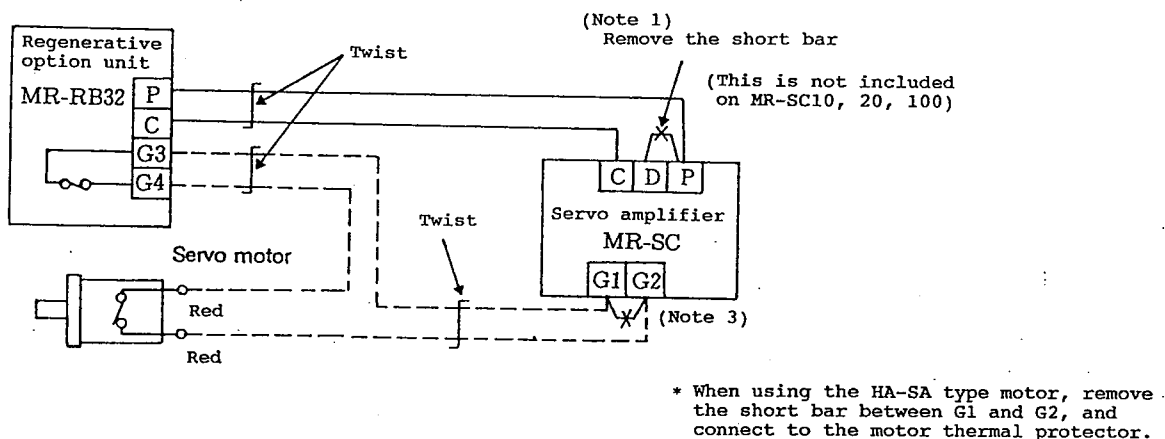 (Note 1)
Remove the short bar
Regenerative
option unit
Twist
MR-RB32
P
C
G3
G4
(This is not included
on MR-SC10, 20, 100)
C D P
Servo amplifier
MR-SC
G1 G2
Twist
Servo motor
Red
Red
(Note 3)
* When using the HA-SA type motor, remove
the short bar between G1 and G2, and
connect to the motor thermal protector.